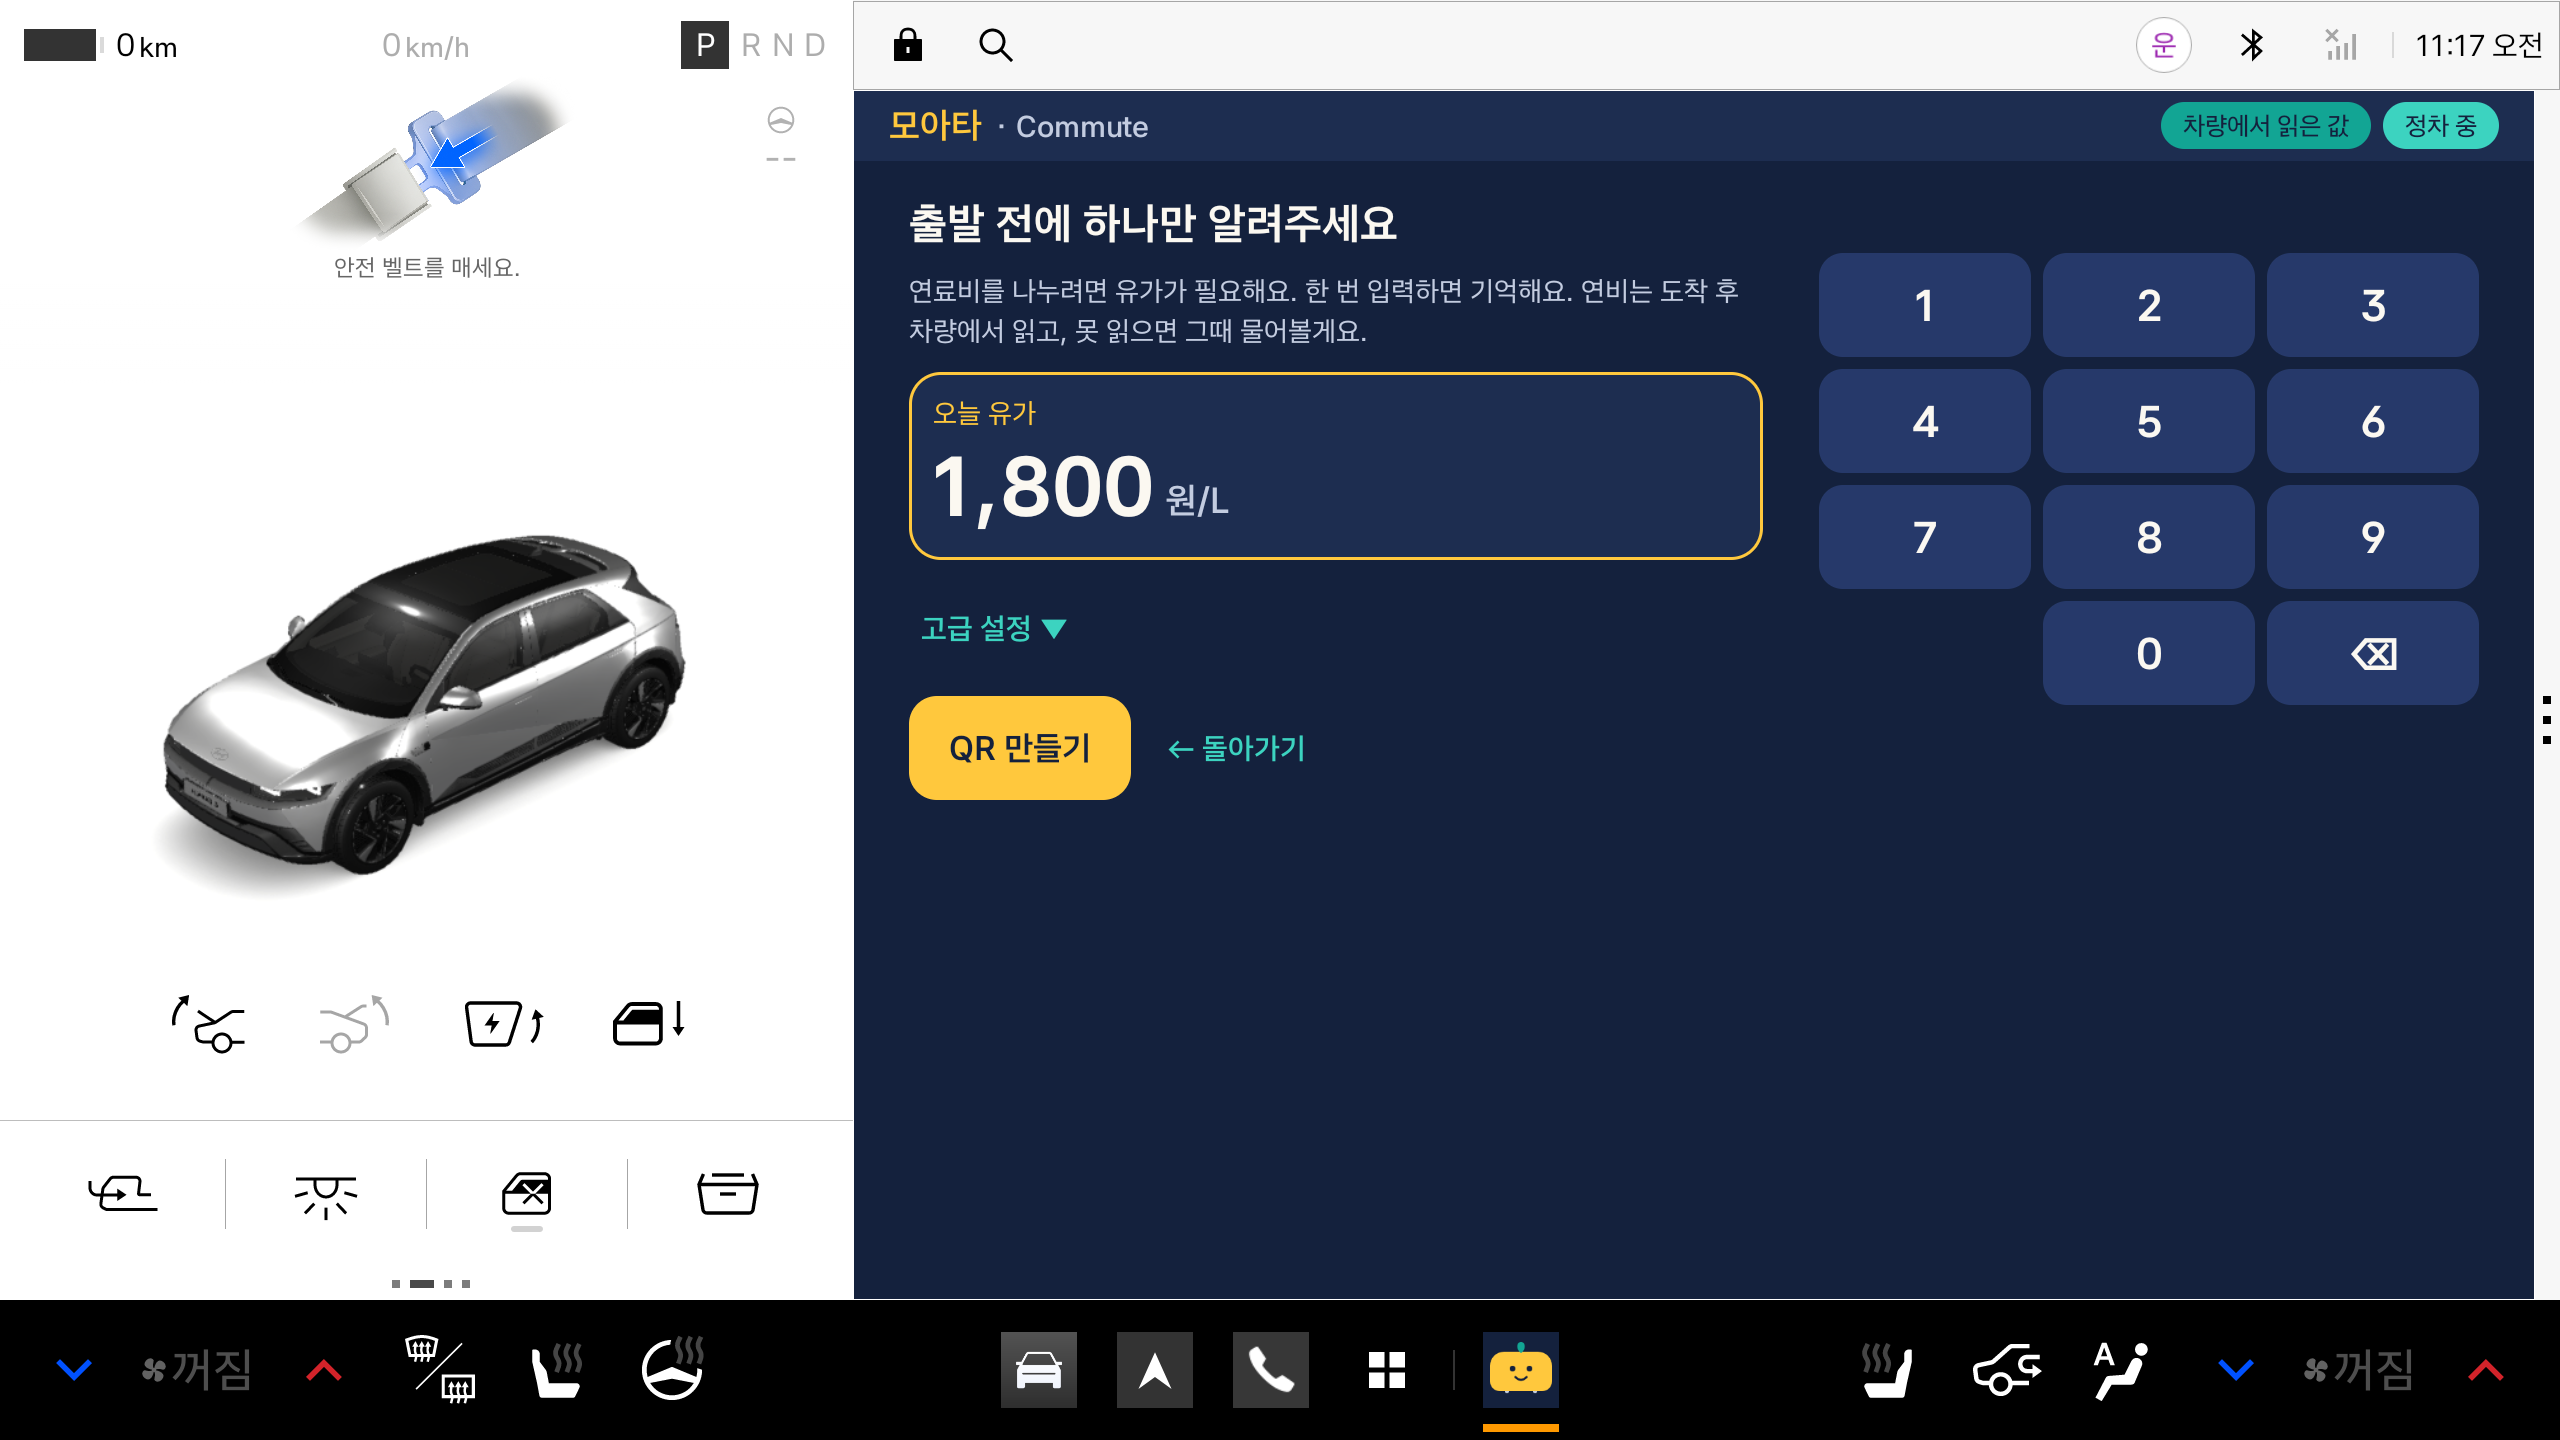 0 km
0 km/h
P R N D
운
11:17 오전
모아타 · Commute
차량에서 읽은 값
정차 중
--
안전 벨트를 매세요.
출발 전에 하나만 알려주세요
연료비를 나누려면 유가가 필요해요. 한 번 입력하면 기억해요. 연비는 도착 후
차량에서 읽고, 못 읽으면 그때 물어볼게요.
오늘 유가
1,800 원/L
고급 설정 ▼
QR 만들기
← 돌아가기
1 2 3
4 5 6
7 8 9
0
꺼짐
A
꺼짐